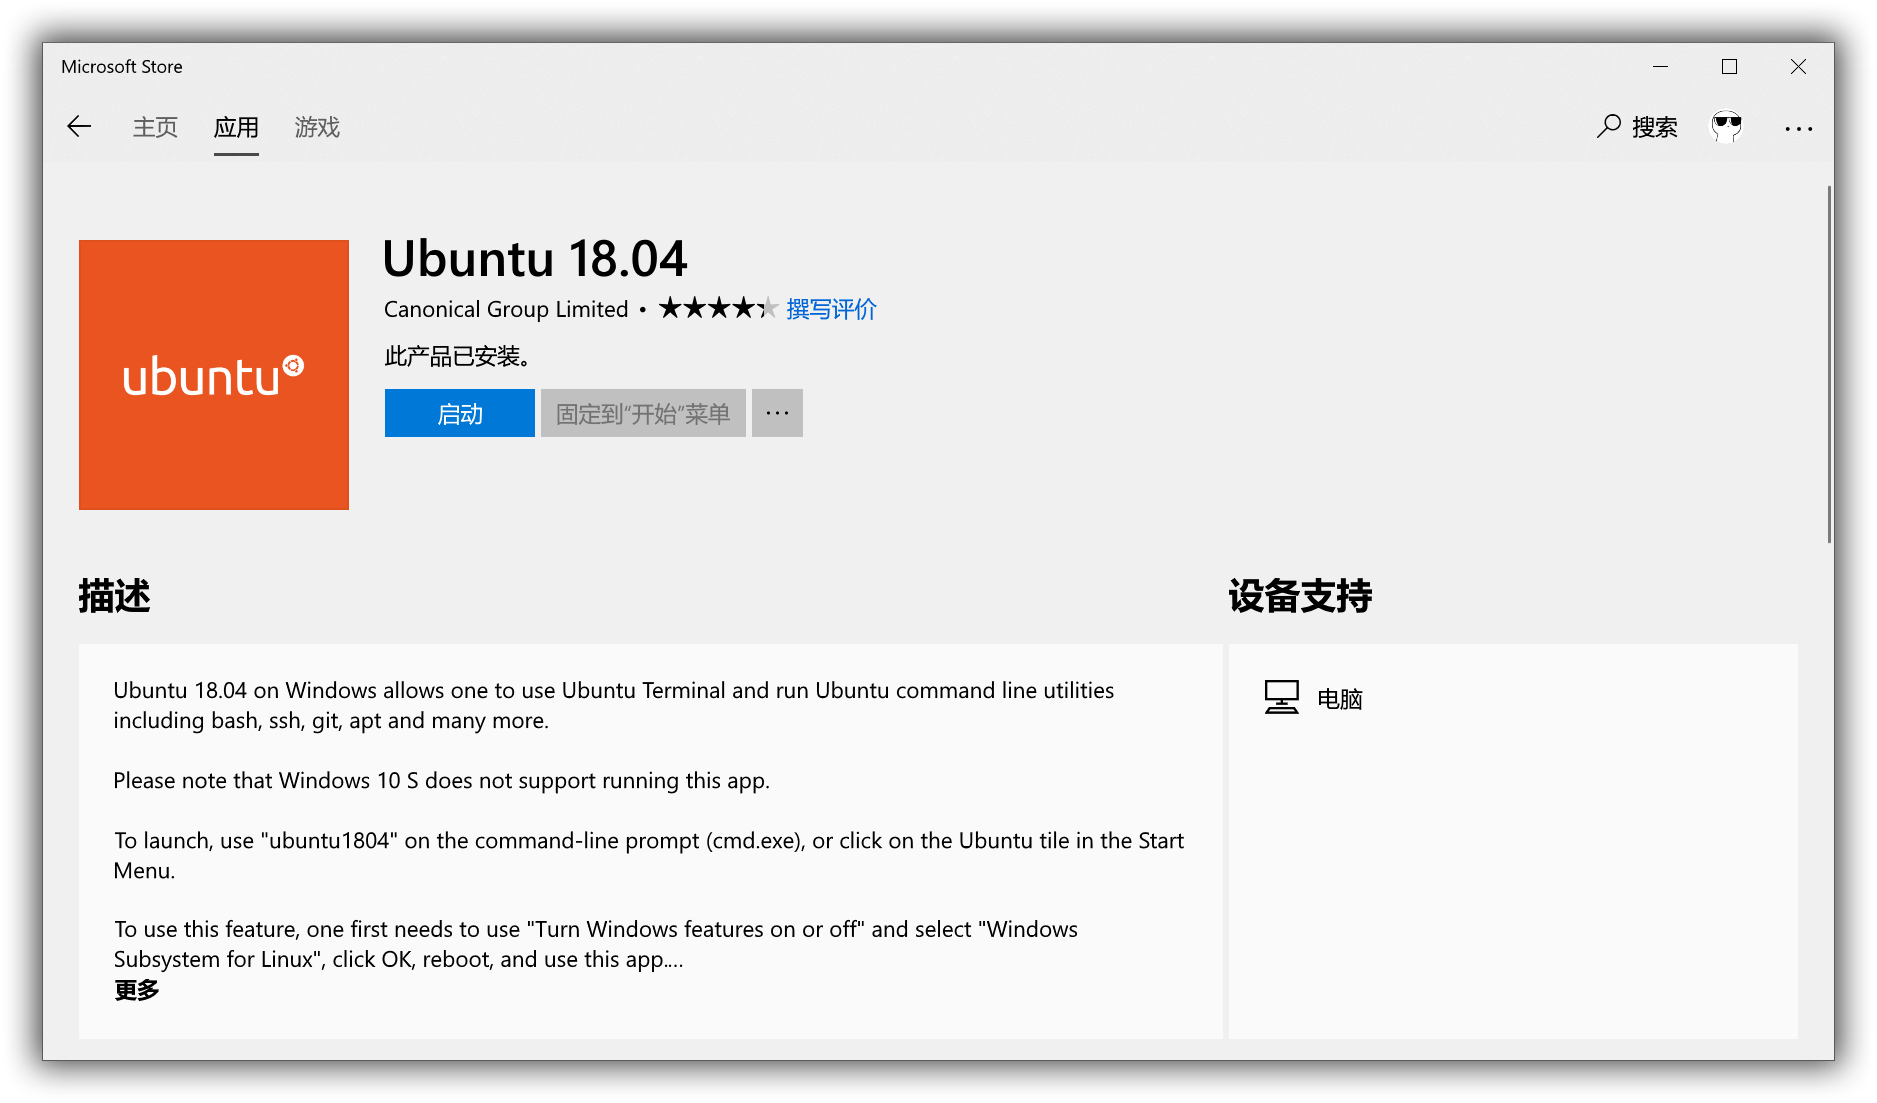 Microsoft Store
主页 应用 游戏 搜索
Ubuntu 18.04
ubuntu
Canonical Group Limited • 撰写评价
此产品已安装。
启动 固定到“开始”菜单 ...
描述
设备支持
Ubuntu 18.04 on Windows allows one to use Ubuntu Terminal and run Ubuntu command line utilities
including bash, ssh, git, apt and many more.
Please note that Windows 10 S does not support running this app.
To launch, use "ubuntu1804" on the command-line prompt (cmd.exe), or click on the Ubuntu tile in the Start
Menu.
To use this feature, one first needs to use "Turn Windows features on or off" and select "Windows
Subsystem for Linux", click OK, reboot, and use this app....
更多
电脑